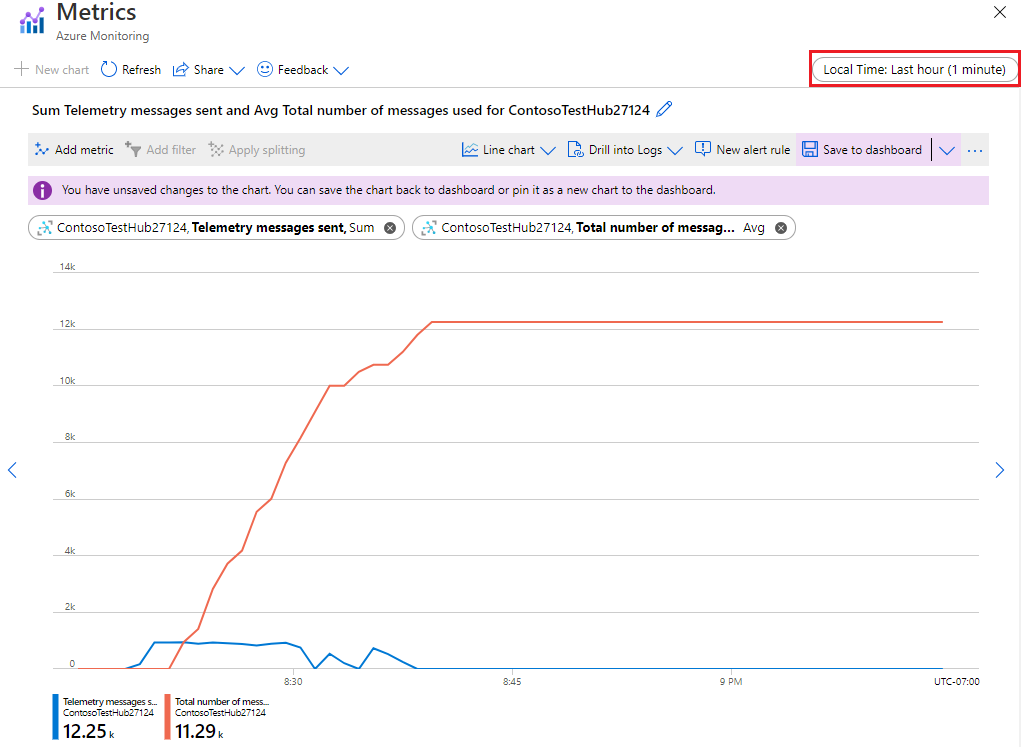 Metrics
Azure Monitoring
New chart Refresh Share Feedback Local Time: Last hour (1 minute)
Sum Telemetry messages sent and Avg Total number of messages used for ContosoTestHub27124
Add metric Add filter Apply splitting Line chart Drill into Logs New alert rule Save to dashboard ...
You have unsaved changes to the chart. You can save the chart back to dashboard or pin it as a new chart to the dashboard.
ContosoTestHub27124, Telemetry messages sent, Sum ContosoTestHub27124, Total number of messag... Avg
14k
12k
10k
8k
6k
4k
2k
0
8:30 8:45 9 PM UTC-07:00
Telemetry messages s... Total number of mess...
ContosoTestHub27124 ContosoTestHub27124
12.25 k 11.29 k